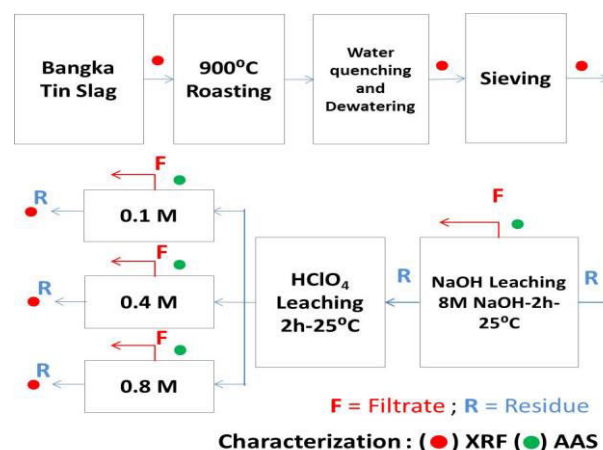 Bangka
Tin Slag
900°C
Roasting
Water
quenching
and
Dewatering
Sieving
F
R
0.1 M
F
R
0.4 M
F
R
0.8 M
HClO₄
Leaching
2h-25°C
R
F
NaOH Leaching
8M NaOH-2h-
25°C
R
F = Filtrate ; R = Residue
Characterization : (●) XRF (●) AAS